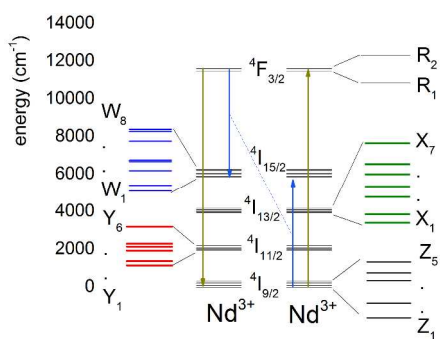 energy (cm⁻¹)
14000
12000
10000
8000
6000
4000
2000
0
W₈
.
.
W₁
Y₆
.
.
Y₁
⁴F₃/₂
⁴I₁₅/₂
⁴I₁₃/₂
⁴I₁₁/₂
⁴I₉/₂
Nd³⁺ Nd³⁺
R₂
R₁
X₇
.
.
X₁
Z₅
.
.
Z₁